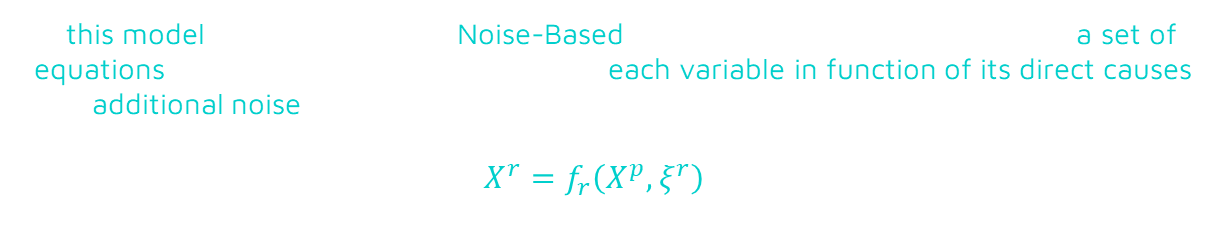 this model Noise-Based a set of
equations each variable in function of its direct causes
additional noise
Xʳ = fᵣ(Xᵖ, ξʳ)